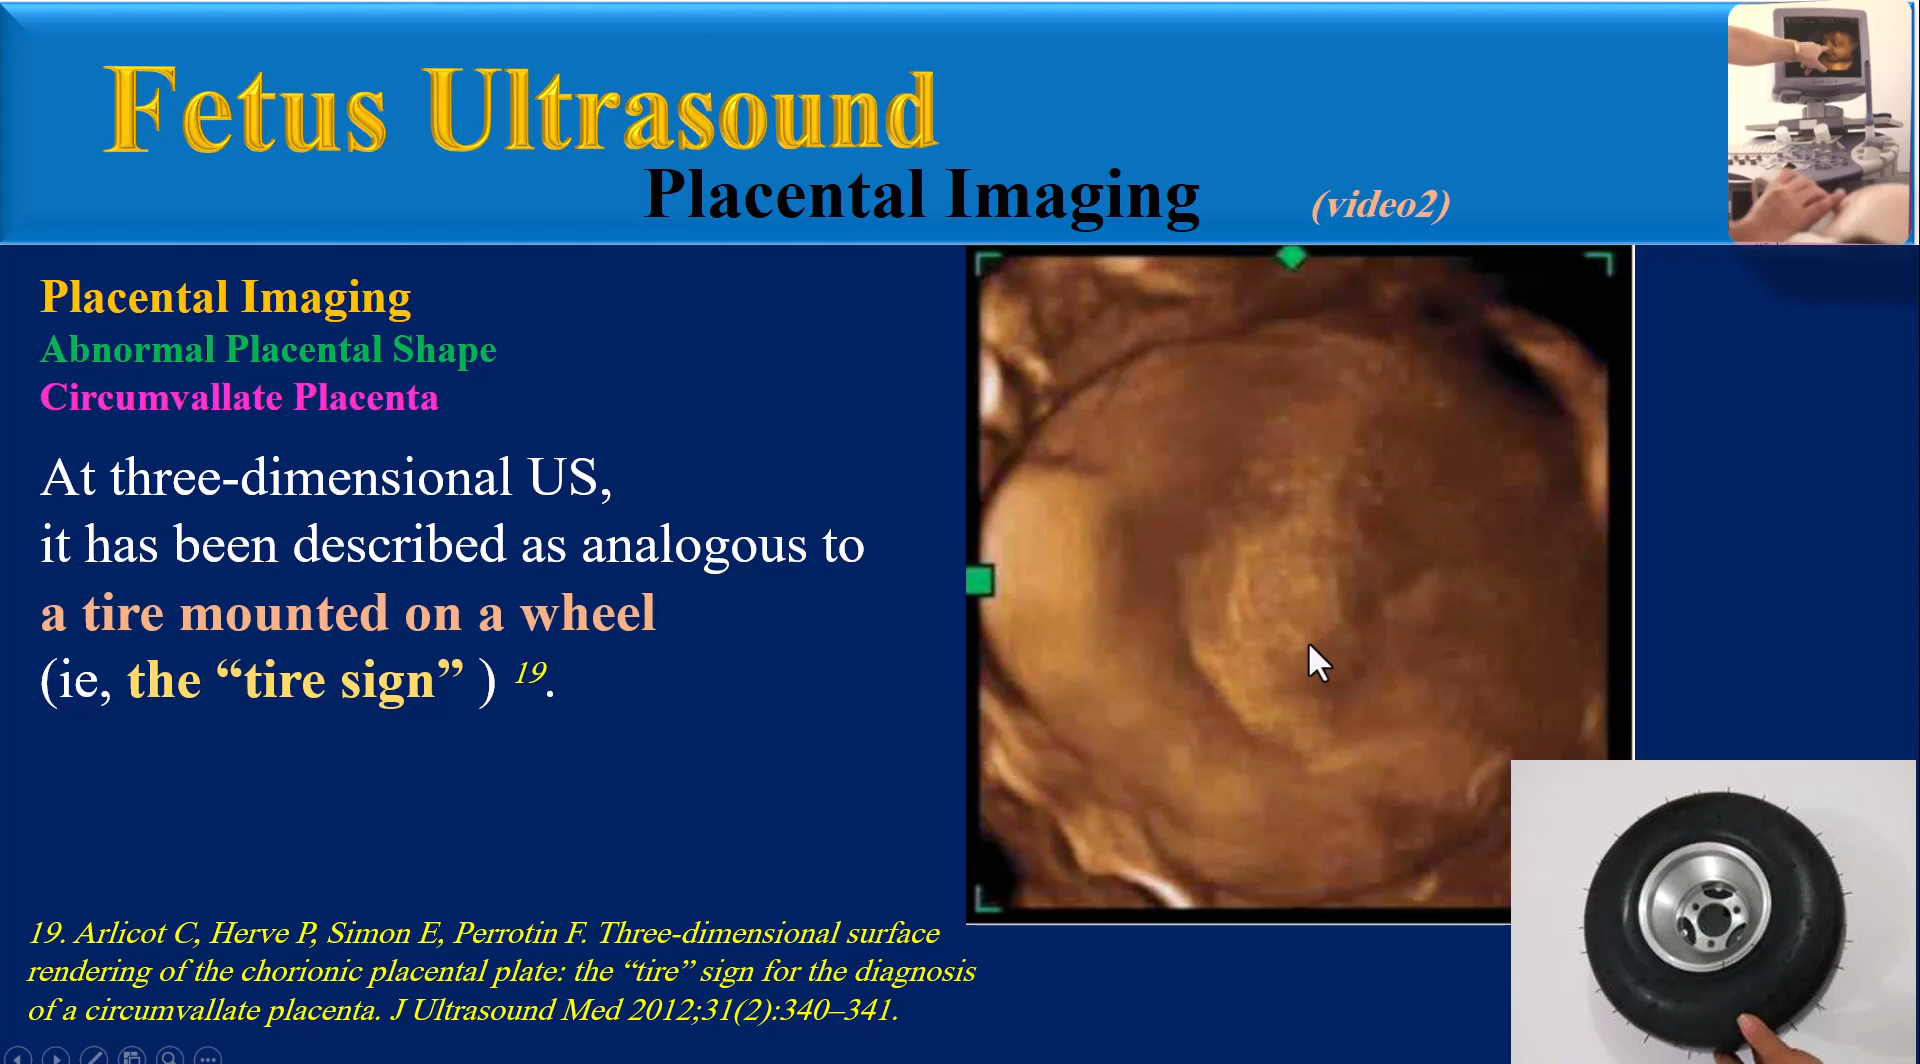 Fetus Ultrasound
Placental Imaging (video2)
Placental Imaging
Abnormal Placental Shape
Circumvallate Placenta
At three-dimensional US,
it has been described as analogous to
a tire mounted on a wheel
(ie, the “tire sign” ) 19.
19. Arlicot C, Herve P, Simon E, Perrotin F. Three-dimensional surface
rendering of the chorionic placental plate: the “tire” sign for the diagnosis
of a circumvallate placenta. J Ultrasound Med 2012;31(2):340–341.